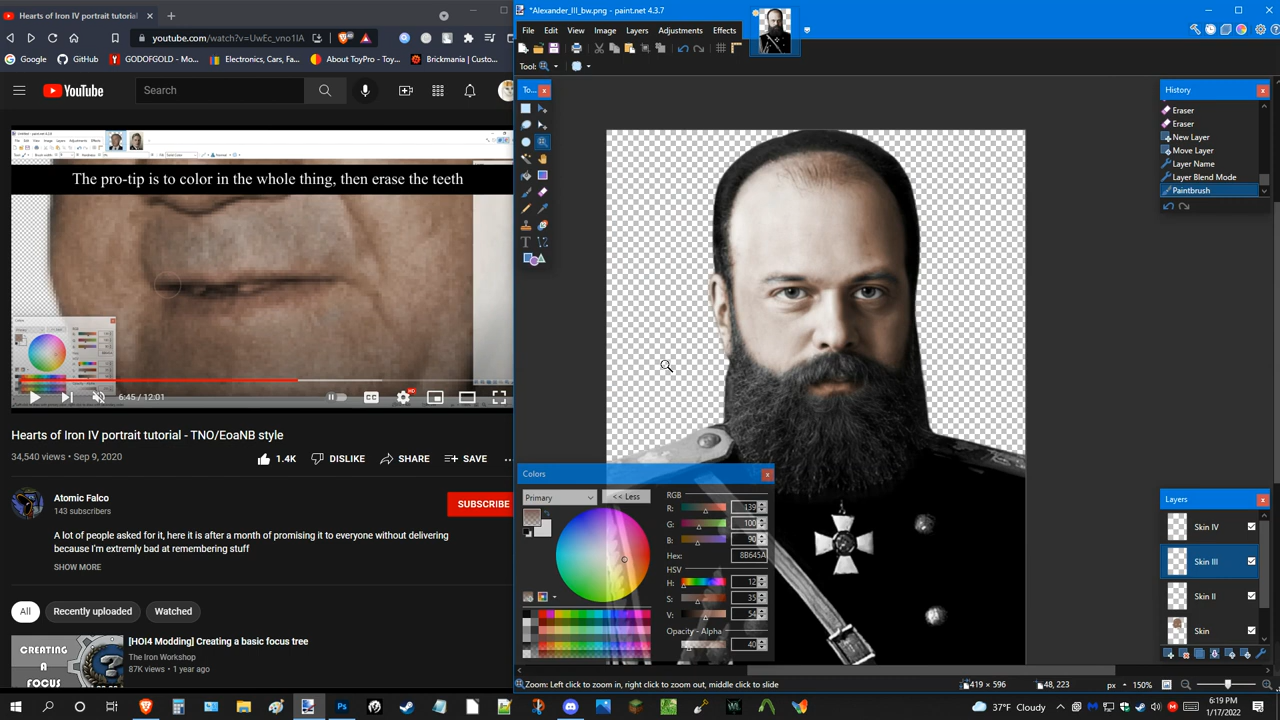 Hearts of Iron IV portrait tutorial
youtube.com/watch?v=UwEc_vno1IA
Google
GitHub
YODOFGOLD - Mo...
Electronics, Cars, Fa...
About ToyPro - Toy...
Brickmania | Custo...
YouTube
Search
The pro-tip is to color in the whole thing, then erase the teeth
6:45 / 12:01
CC
HD
Hearts of Iron IV portrait tutorial - TNO/EoaNB style
34,540 views • Sep 9, 2020
1.4K
DISLIKE
SHARE
SAVE
Atomic Falco
143 subscribers
SUBSCRIBE
A lot of people asked for it, here it is after a month of promising it to everyone without delivering
because I'm extremly bad at remembering stuff
SHOW MORE
All
Recently uploaded
Watched
[HOI4 Modding] Creating a basic focus tree
The Iron Workshop
87K views • 1 year ago
CREATING
A
FOCUS
*Alexander_III_bw.png - paint.net 4.3.7
File Edit View Image Layers Adjustments Effects
Tool:
To...
History
Eraser
Eraser
New Layer
Move Layer
Layer Name
Layer Blend Mode
Paintbrush
Colors
Primary
<< Less
RGB
R: 139
G: 100
B: 90
Hex: 8B645A
HSV
H: 12
S: 35
V: 54
Opacity - Alpha
40
Layers
Skin IV
Skin III
Skin II
Skin
Zoom: Left click to zoom in, right click to zoom out, middle click to slide
419 × 596
48, 223
px
150%
37°F Cloudy
6:19 PM
1/17/2022